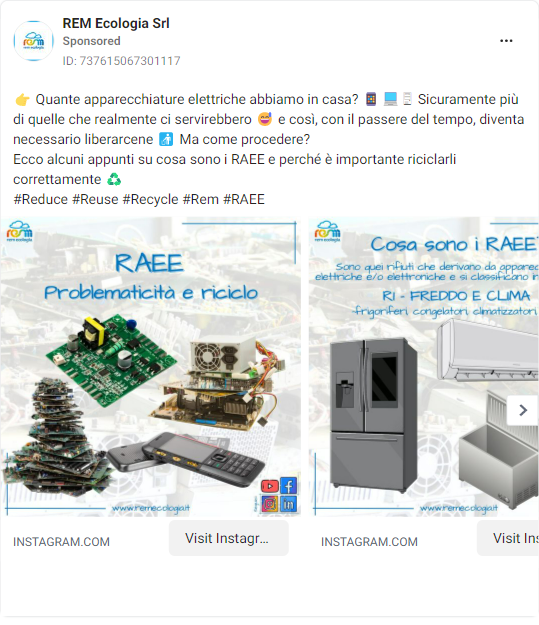 REM Ecologia Srl
Sponsored
ID: 737615067301117
👉 Quante apparecchiature elettriche abbiamo in casa? 📱 💻 🖱 Sicuramente più
di quelle che realmente ci servirebbero 😅 e così, con il passere del tempo, diventa
necessario liberarcene 🚮 Ma come procedere?
Ecco alcuni appunti su cosa sono i RAEE e perché è importante riciclarli
correttamente ♻️
#Reduce #Reuse #Recycle #Rem #RAEE
rem
rem ecologia
RAEE
Problematicità e riciclo
www.remecologia.it
INSTAGRAM.COM
Visit Instagr...
rem
rem ecologia
Cosa sono i RAEE?
Sono quei rifiuti che derivano da apparec
elettriche e/o elettroniche e si classificano in
R1 - FREDDO E CLIMA
frigoriferi, congelatori, climatizzatori
www.remecologia.it
INSTAGRAM.COM
Visit Ins